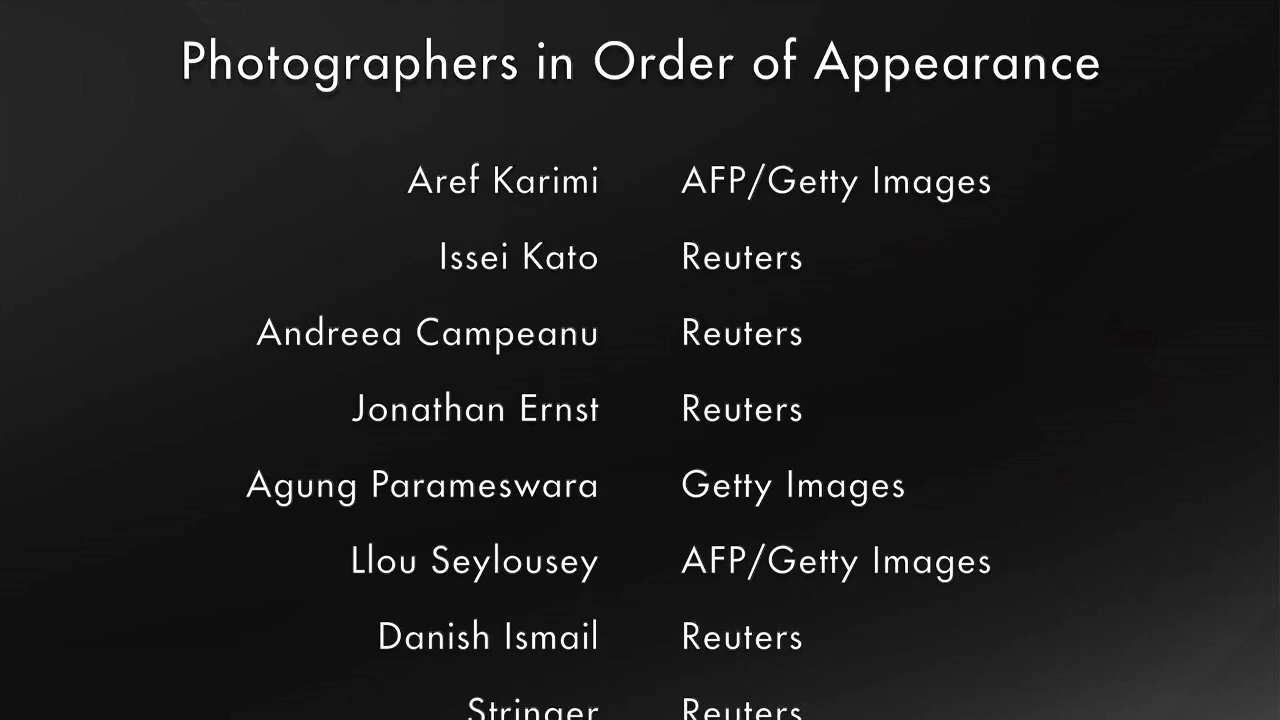 Photographers in Order of Appearance
Aref Karimi AFP/Getty Images
Issei Kato Reuters
Andreea Campeanu Reuters
Jonathan Ernst Reuters
Agung Parameswara Getty Images
Llou Seylousey AFP/Getty Images
Danish Ismail Reuters
Stringer Reuters